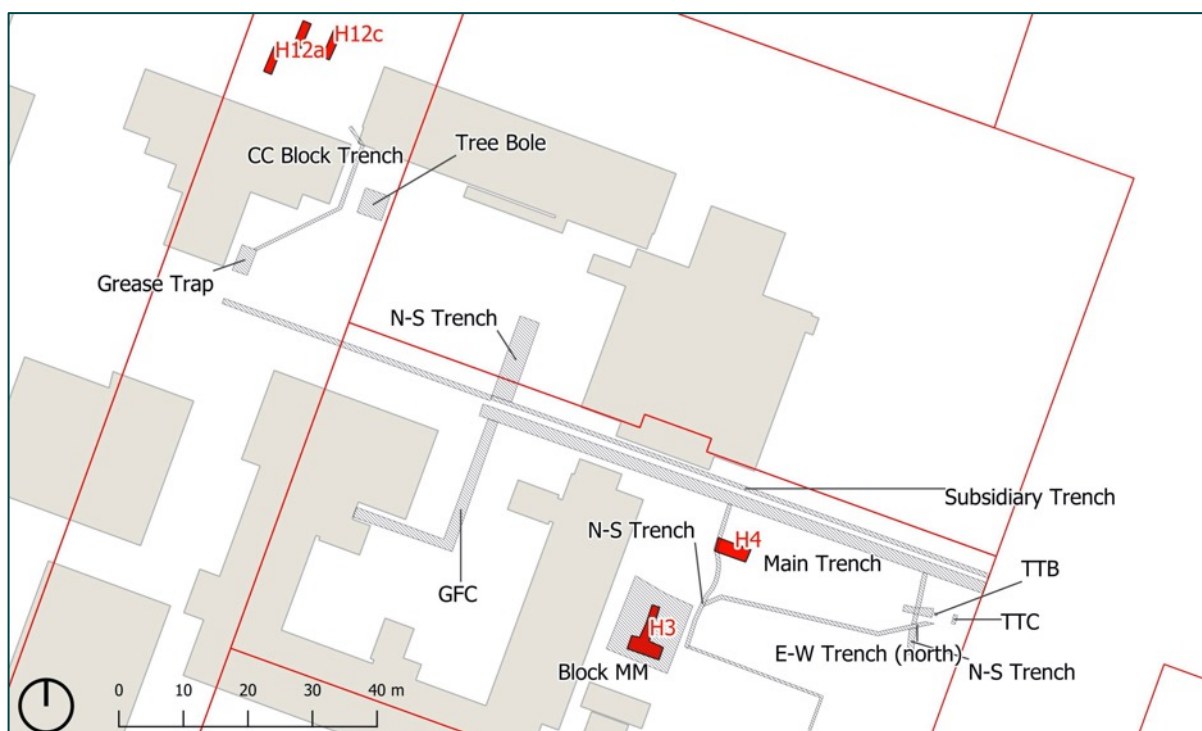 H12c
H12a
CC Block Trench
Tree Bole
Grease Trap
N-S Trench
Subsidiary Trench
N-S Trench
H4
Main Trench
TTB
GFC
TTC
H3
E-W Trench (north)
Block MM
N-S Trench
0 10 20 30 40 m